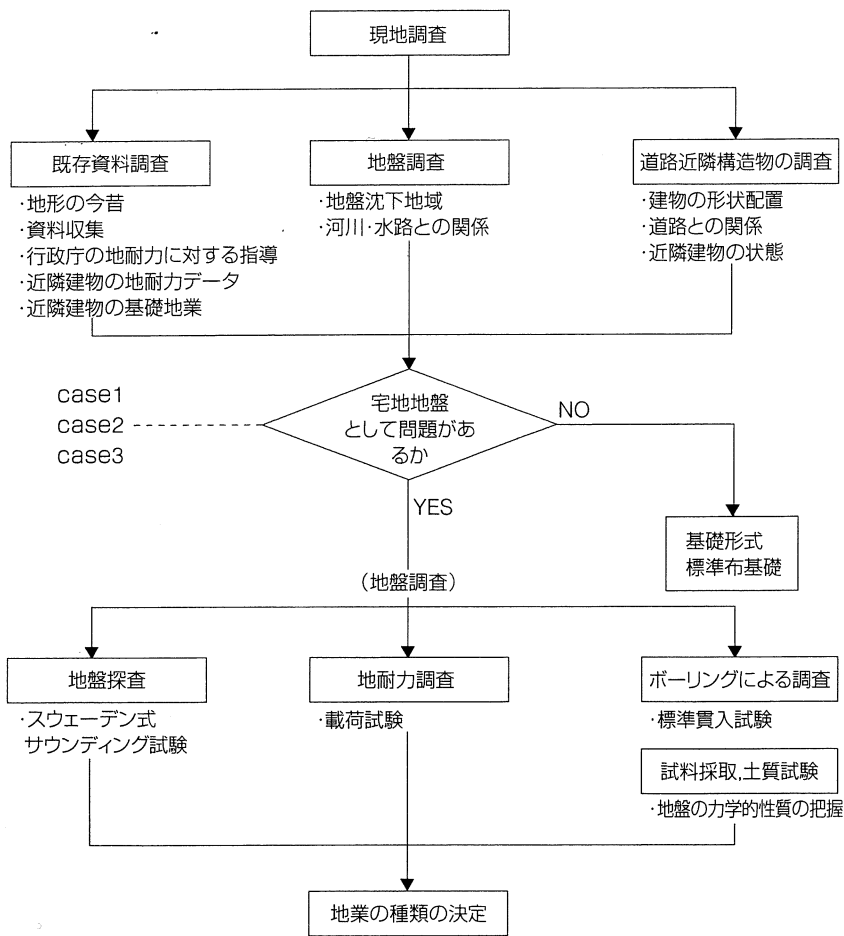 現地調査
既存資料調査
・地形の今昔
・資料収集
・行政庁の地耐力に対する指導
・近隣建物の地耐力データ
・近隣建物の基礎地業
地盤調査
・地盤沈下地域
・河川・水路との関係
道路近隣構造物の調査
・建物の形状配置
・道路との関係
・近隣建物の状態
case1
case2
case3
宅地地盤
として問題があ
るか
NO
YES
基礎形式
標準布基礎
(地盤調査)
地盤探査
・スウェーデン式
サウンディング試験
地耐力調査
・載荷試験
ボーリングによる調査
・標準貫入試験
試料採取,土質試験
・地盤の力学的性質の把握
地業の種類の決定